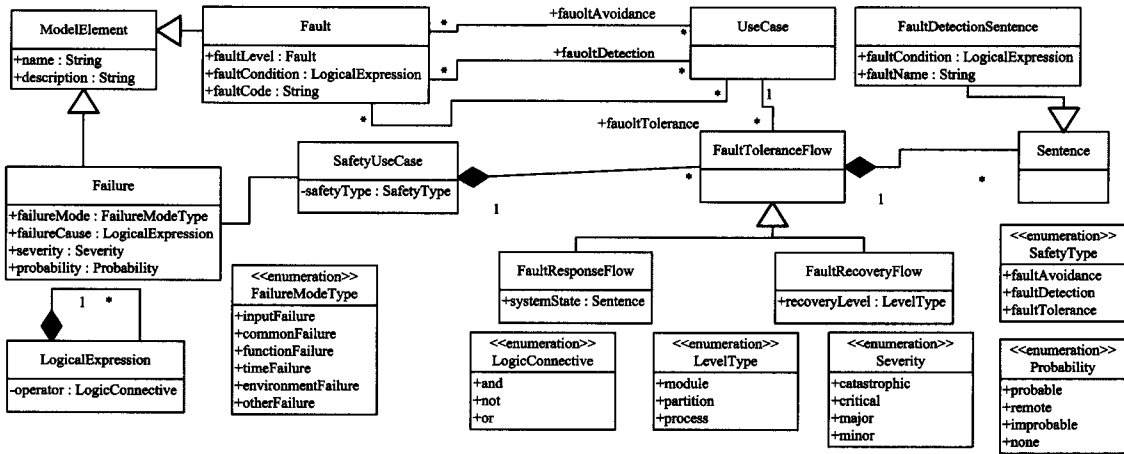 ModelElement
+name : String
+description : String
Fault
+faultLevel : Fault
+faultCondition : LogicalExpression
+faultCode : String
*
+fauoltAvoidance
*
*
+fauoltDetection
*
*
+fauoltTolerance
*
UseCase
1
*
FaultDetectionSentence
+faultCondition : LogicalExpression
+faultName : String
Failure
+failureMode : FailureModeType
+failureCause : LogicalExpression
+severity : Severity
+probability : Probability
SafetyUseCase
-safetyType : SafetyType
1
*
FaultToleranceFlow
1
*
Sentence
<<enumeration>>
SafetyType
+faultAvoidance
+faultDetection
+faultTolerance
FaultResponseFlow
+systemState : Sentence
FaultRecoveryFlow
+recoveryLevel : LevelType
1
*
LogicalExpression
-operator : LogicConnective
<<enumeration>>
FailureModeType
+inputFailure
+commonFailure
+functionFailure
+timeFailure
+environmentFailure
+otherFailure
<<enumeration>>
LogicConnective
+and
+not
+or
<<enumeration>>
LevelType
+module
+partition
+process
<<enumeration>>
Severity
+catastrophic
+critical
+major
+minor
<<enumeration>>
Probability
+probable
+remote
+improbable
+none